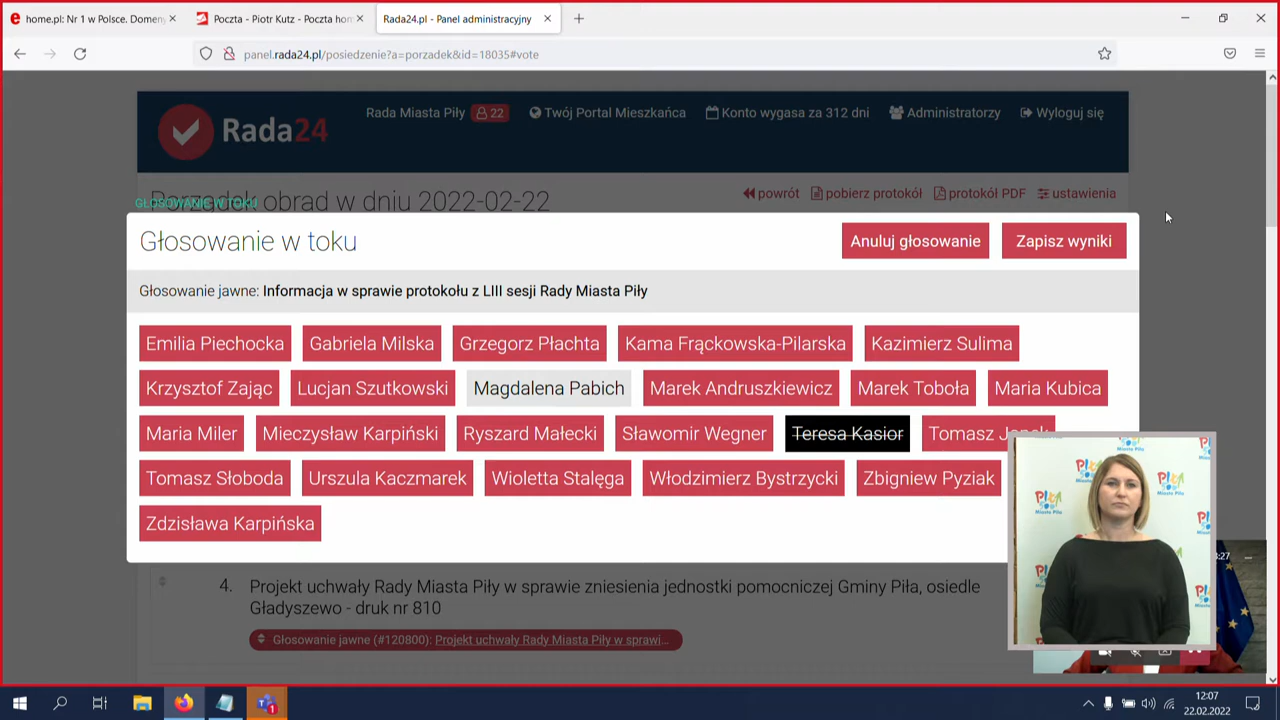 home.pl: Nr 1 w Polsce. Domeny
Poczta - Piotr Kutz - Poczta hom
Rada24.pl - Panel administracyjny
panel.rada24.pl/posiedzenie?a=porzadek&id=18035#vote
Rada24
Rada Miasta Piły 22
Twój Portal Mieszkańca
Konto wygasa za 312 dni
Administratorzy
Wyloguj się
Porządek obrad w dniu 2022-02-22
powrót
pobierz protokół
protokół PDF
ustawienia
GŁOSOWANIE W TOKU
Głosowanie w toku
Anuluj głosowanie
Zapisz wyniki
Głosowanie jawne: Informacja w sprawie protokołu z LIII sesji Rady Miasta Piły
Emilia Piechocka Gabriela Milska Grzegorz Płachta Kama Frąckowska-Pilarska Kazimierz Sulima
Krzysztof Zając Lucjan Szutkowski Magdalena Pabich Marek Andruszkiewicz Marek Toboła Maria Kubica
Maria Miler Mieczysław Karpiński Ryszard Małecki Sławomir Wegner Teresa Kasior Tomasz
Tomasz Słoboda Urszula Kaczmarek Wioletta Stalęga Włodzimierz Bystrzycki Zbigniew Pyziak
Zdzisława Karpińska
4. Projekt uchwały Rady Miasta Piły w sprawie zniesienia jednostki pomocniczej Gminy Piła, osiedle
Gładyszewo - druk nr 810
Głosowanie jawne (#120800): Projekt uchwały Rady Miasta Piły w sprawi...
3:27
12:07
22.02.2022